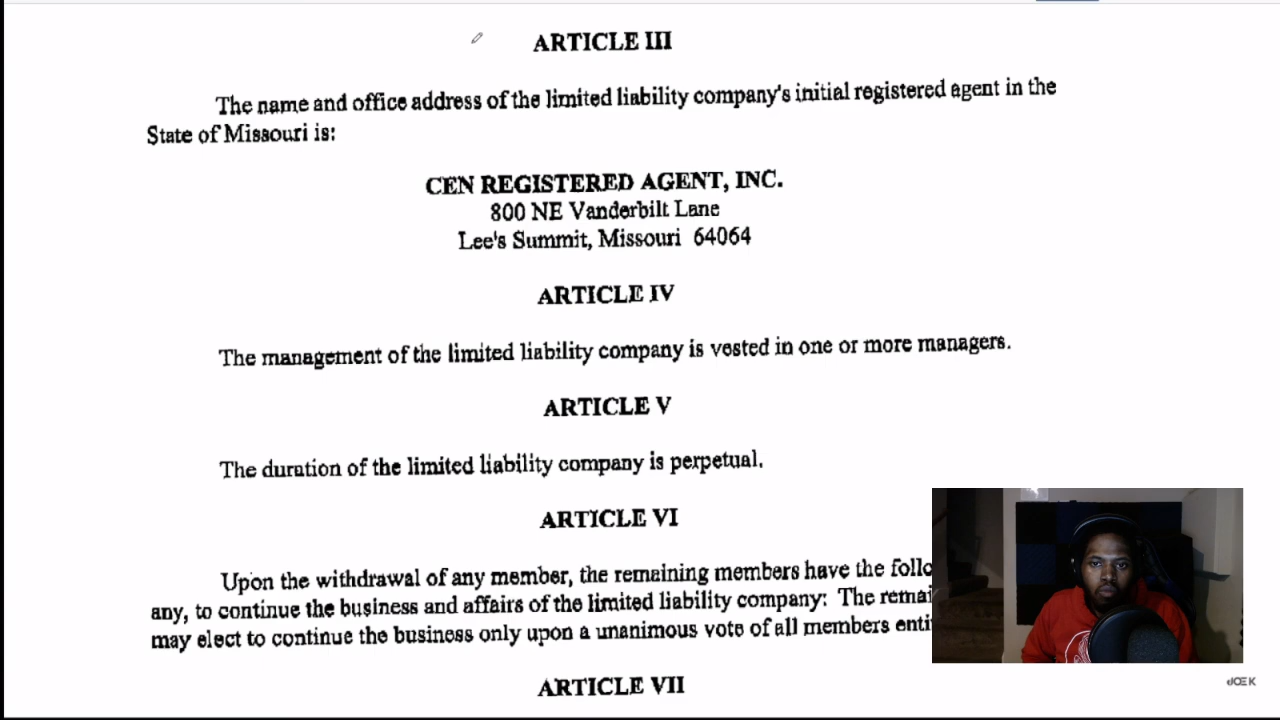 ARTICLE III
The name and office address of the limited liability company's initial registered agent in the
State of Missouri is:
CEN REGISTERED AGENT, INC.
800 NE Vanderbilt Lane
Lee's Summit, Missouri 64064
ARTICLE IV
The management of the limited liability company is vested in one or more managers.
ARTICLE V
The duration of the limited liability company is perpetual.
ARTICLE VI
Upon the withdrawal of any member, the remaining members have the follo
any, to continue the business and affairs of the limited liability company: The remai
may elect to continue the business only upon a unanimous vote of all members enti
ARTICLE VII
JOE K